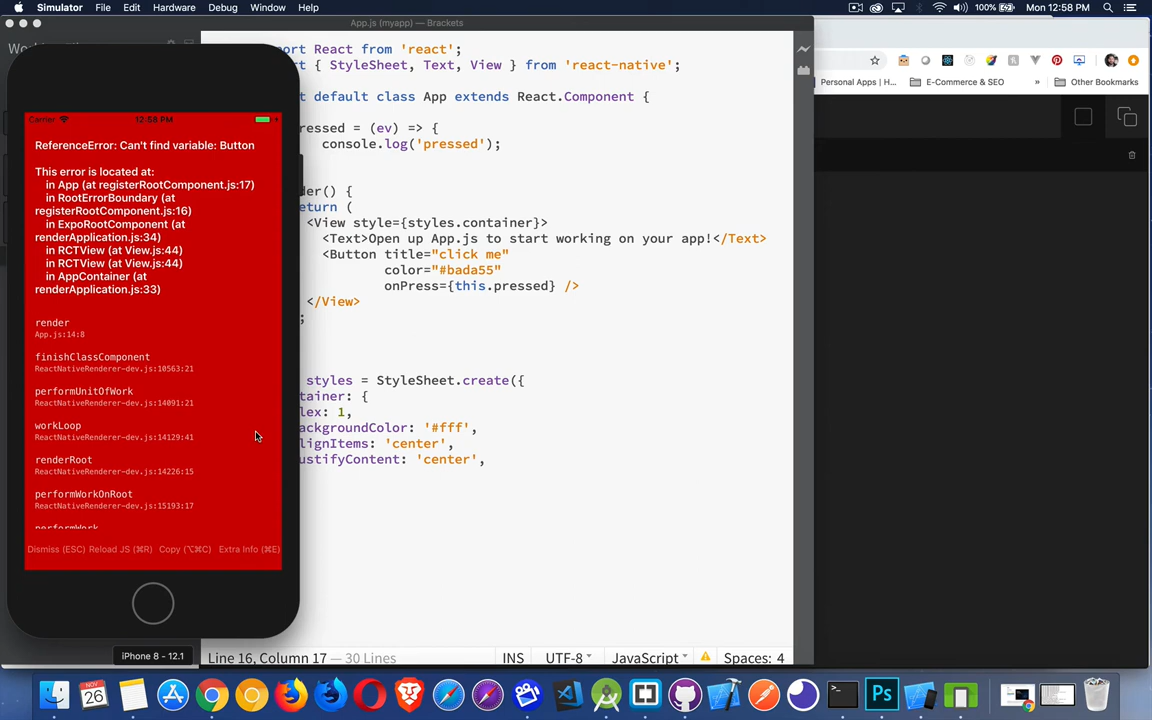 Simulator File Edit Hardware Debug Window Help 100% Mon 12:58 PM
App.js (myapp) — Brackets
port React from 'react';
t { StyleSheet, Text, View } from 'react-native';
t default class App extends React.Component {
ressed = (ev) => {
console.log('pressed');
der() {
eturn (
<View style={styles.container}>
<Text>Open up App.js to start working on your app!</Text>
<Button title="click me"
color="#bada55"
onPress={this.pressed} />
</View>
;
styles = StyleSheet.create({
tainer: {
lex: 1,
ackgroundColor: '#fff',
lignItems: 'center',
ustifyContent: 'center',
Line 16, Column 17 — 30 Lines
INS UTF-8 JavaScript Spaces: 4
Personal Apps | H... E-Commerce & SEO » Other Bookmarks
Carrier 12:58 PM
ReferenceError: Can't find variable: Button
This error is located at:
in App (at registerRootComponent.js:17)
in RootErrorBoundary (at
registerRootComponent.js:16)
in ExpoRootComponent (at
renderApplication.js:34)
in RCTView (at View.js:44)
in RCTView (at View.js:44)
in AppContainer (at
renderApplication.js:33)
render
App.js:14:8
finishClassComponent
ReactNativeRenderer-dev.js:10563:21
performUnitOfWork
ReactNativeRenderer-dev.js:14091:21
workLoop
ReactNativeRenderer-dev.js:14129:41
renderRoot
ReactNativeRenderer-dev.js:14226:15
performWorkOnRoot
ReactNativeRenderer-dev.js:15193:17
performWork
Dismiss (ESC) Reload JS (⌘R) Copy (⌥⌘C) Extra Info (⌘E)
iPhone 8 - 12.1
NOV
26
Ps